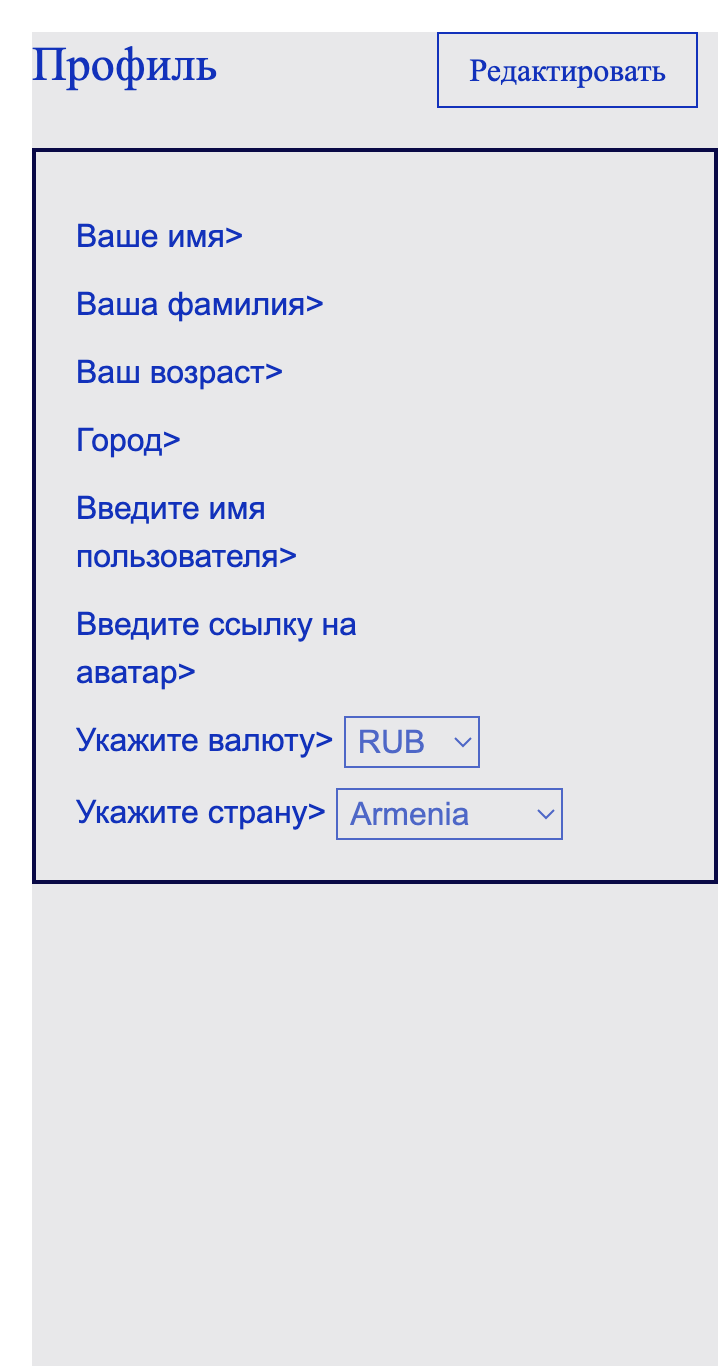 Профиль
Редактировать
Ваше имя>
Ваша фамилия>
Ваш возраст>
Город>
Введите имя
пользователя>
Введите ссылку на
аватар>
Укажите валюту> RUB
Укажите страну> Armenia